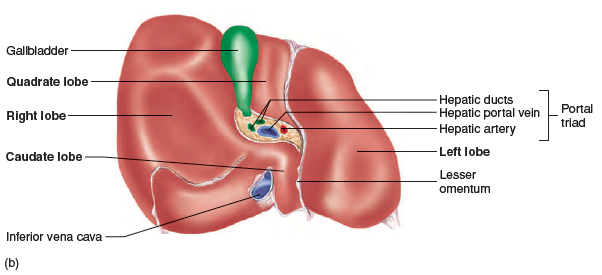 Gallbladder
Quadrate lobe
Right lobe
Caudate lobe
Inferior vena cava
Hepatic ducts
Hepatic portal vein
Hepatic artery
Portal
triad
Left lobe
Lesser
omentum
(b)